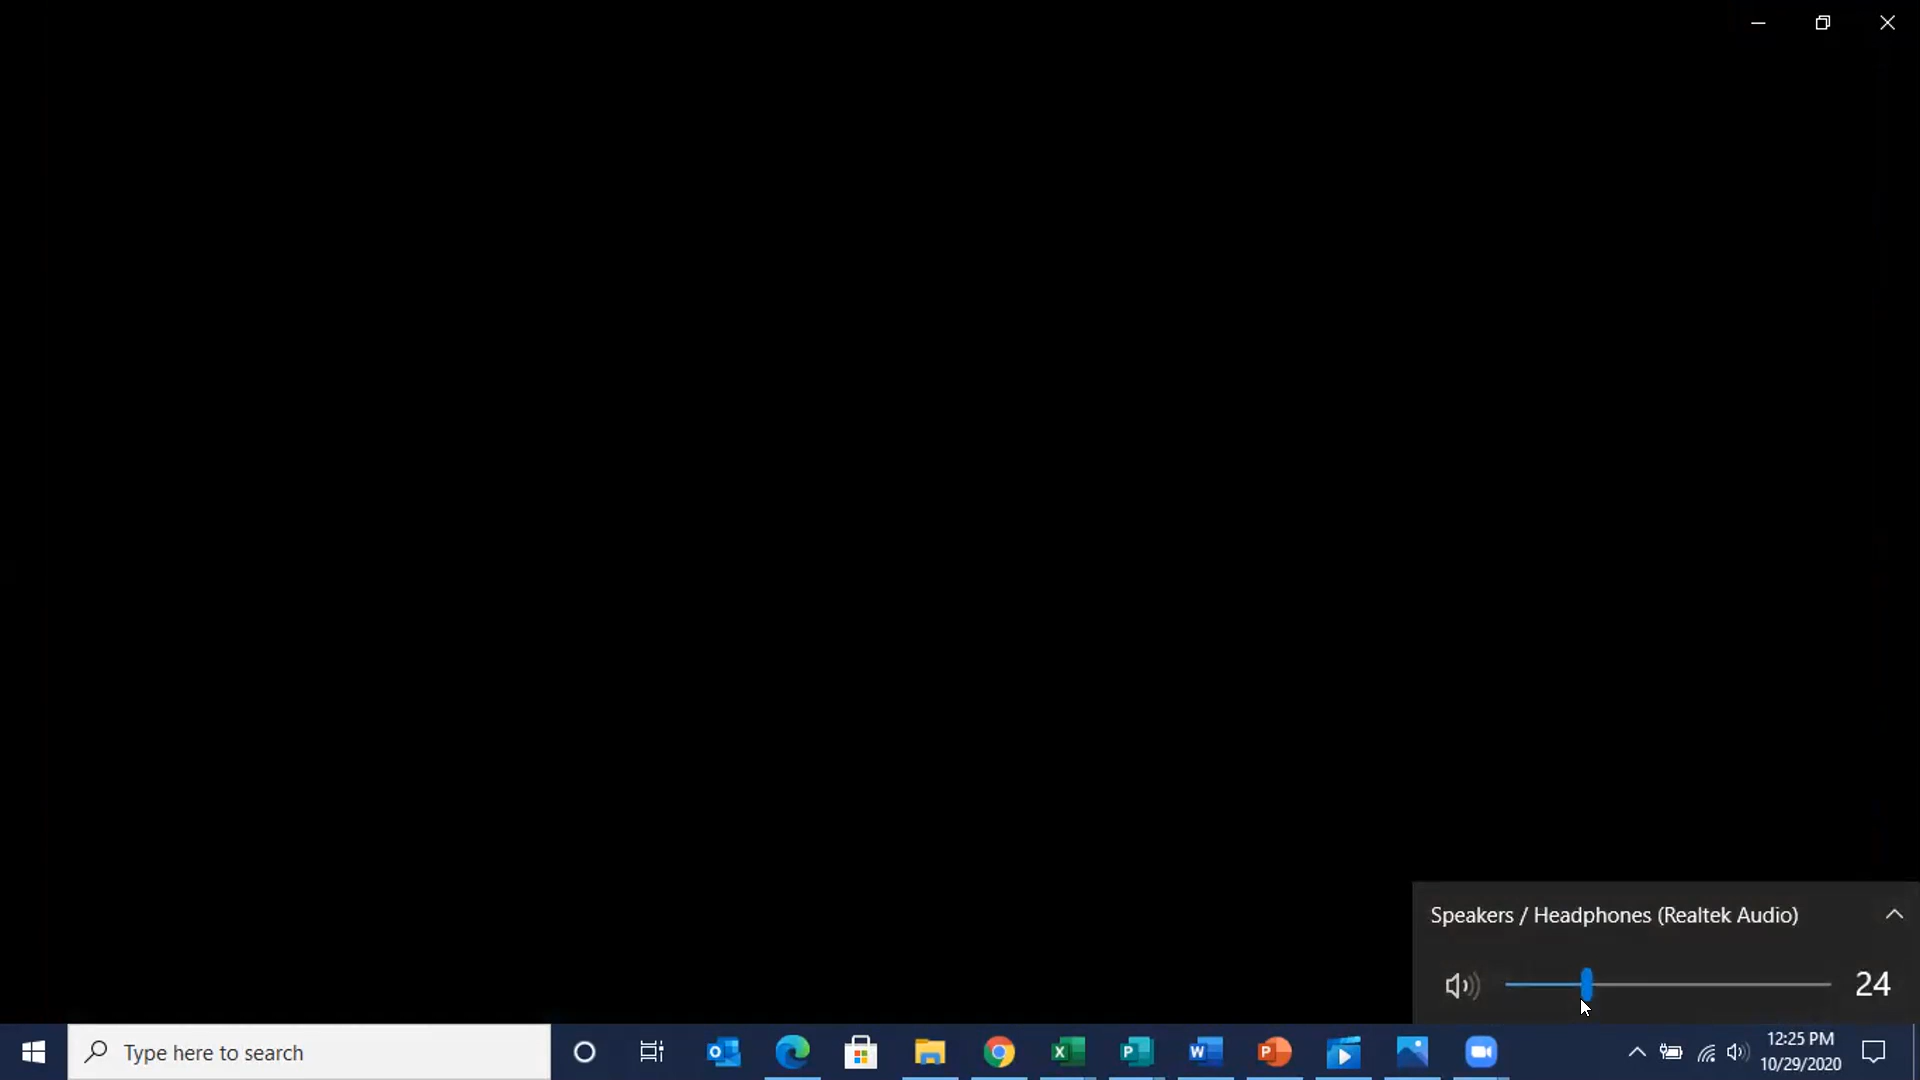 Speakers / Headphones (Realtek Audio)
24
Type here to search
12:25 PM
10/29/2020